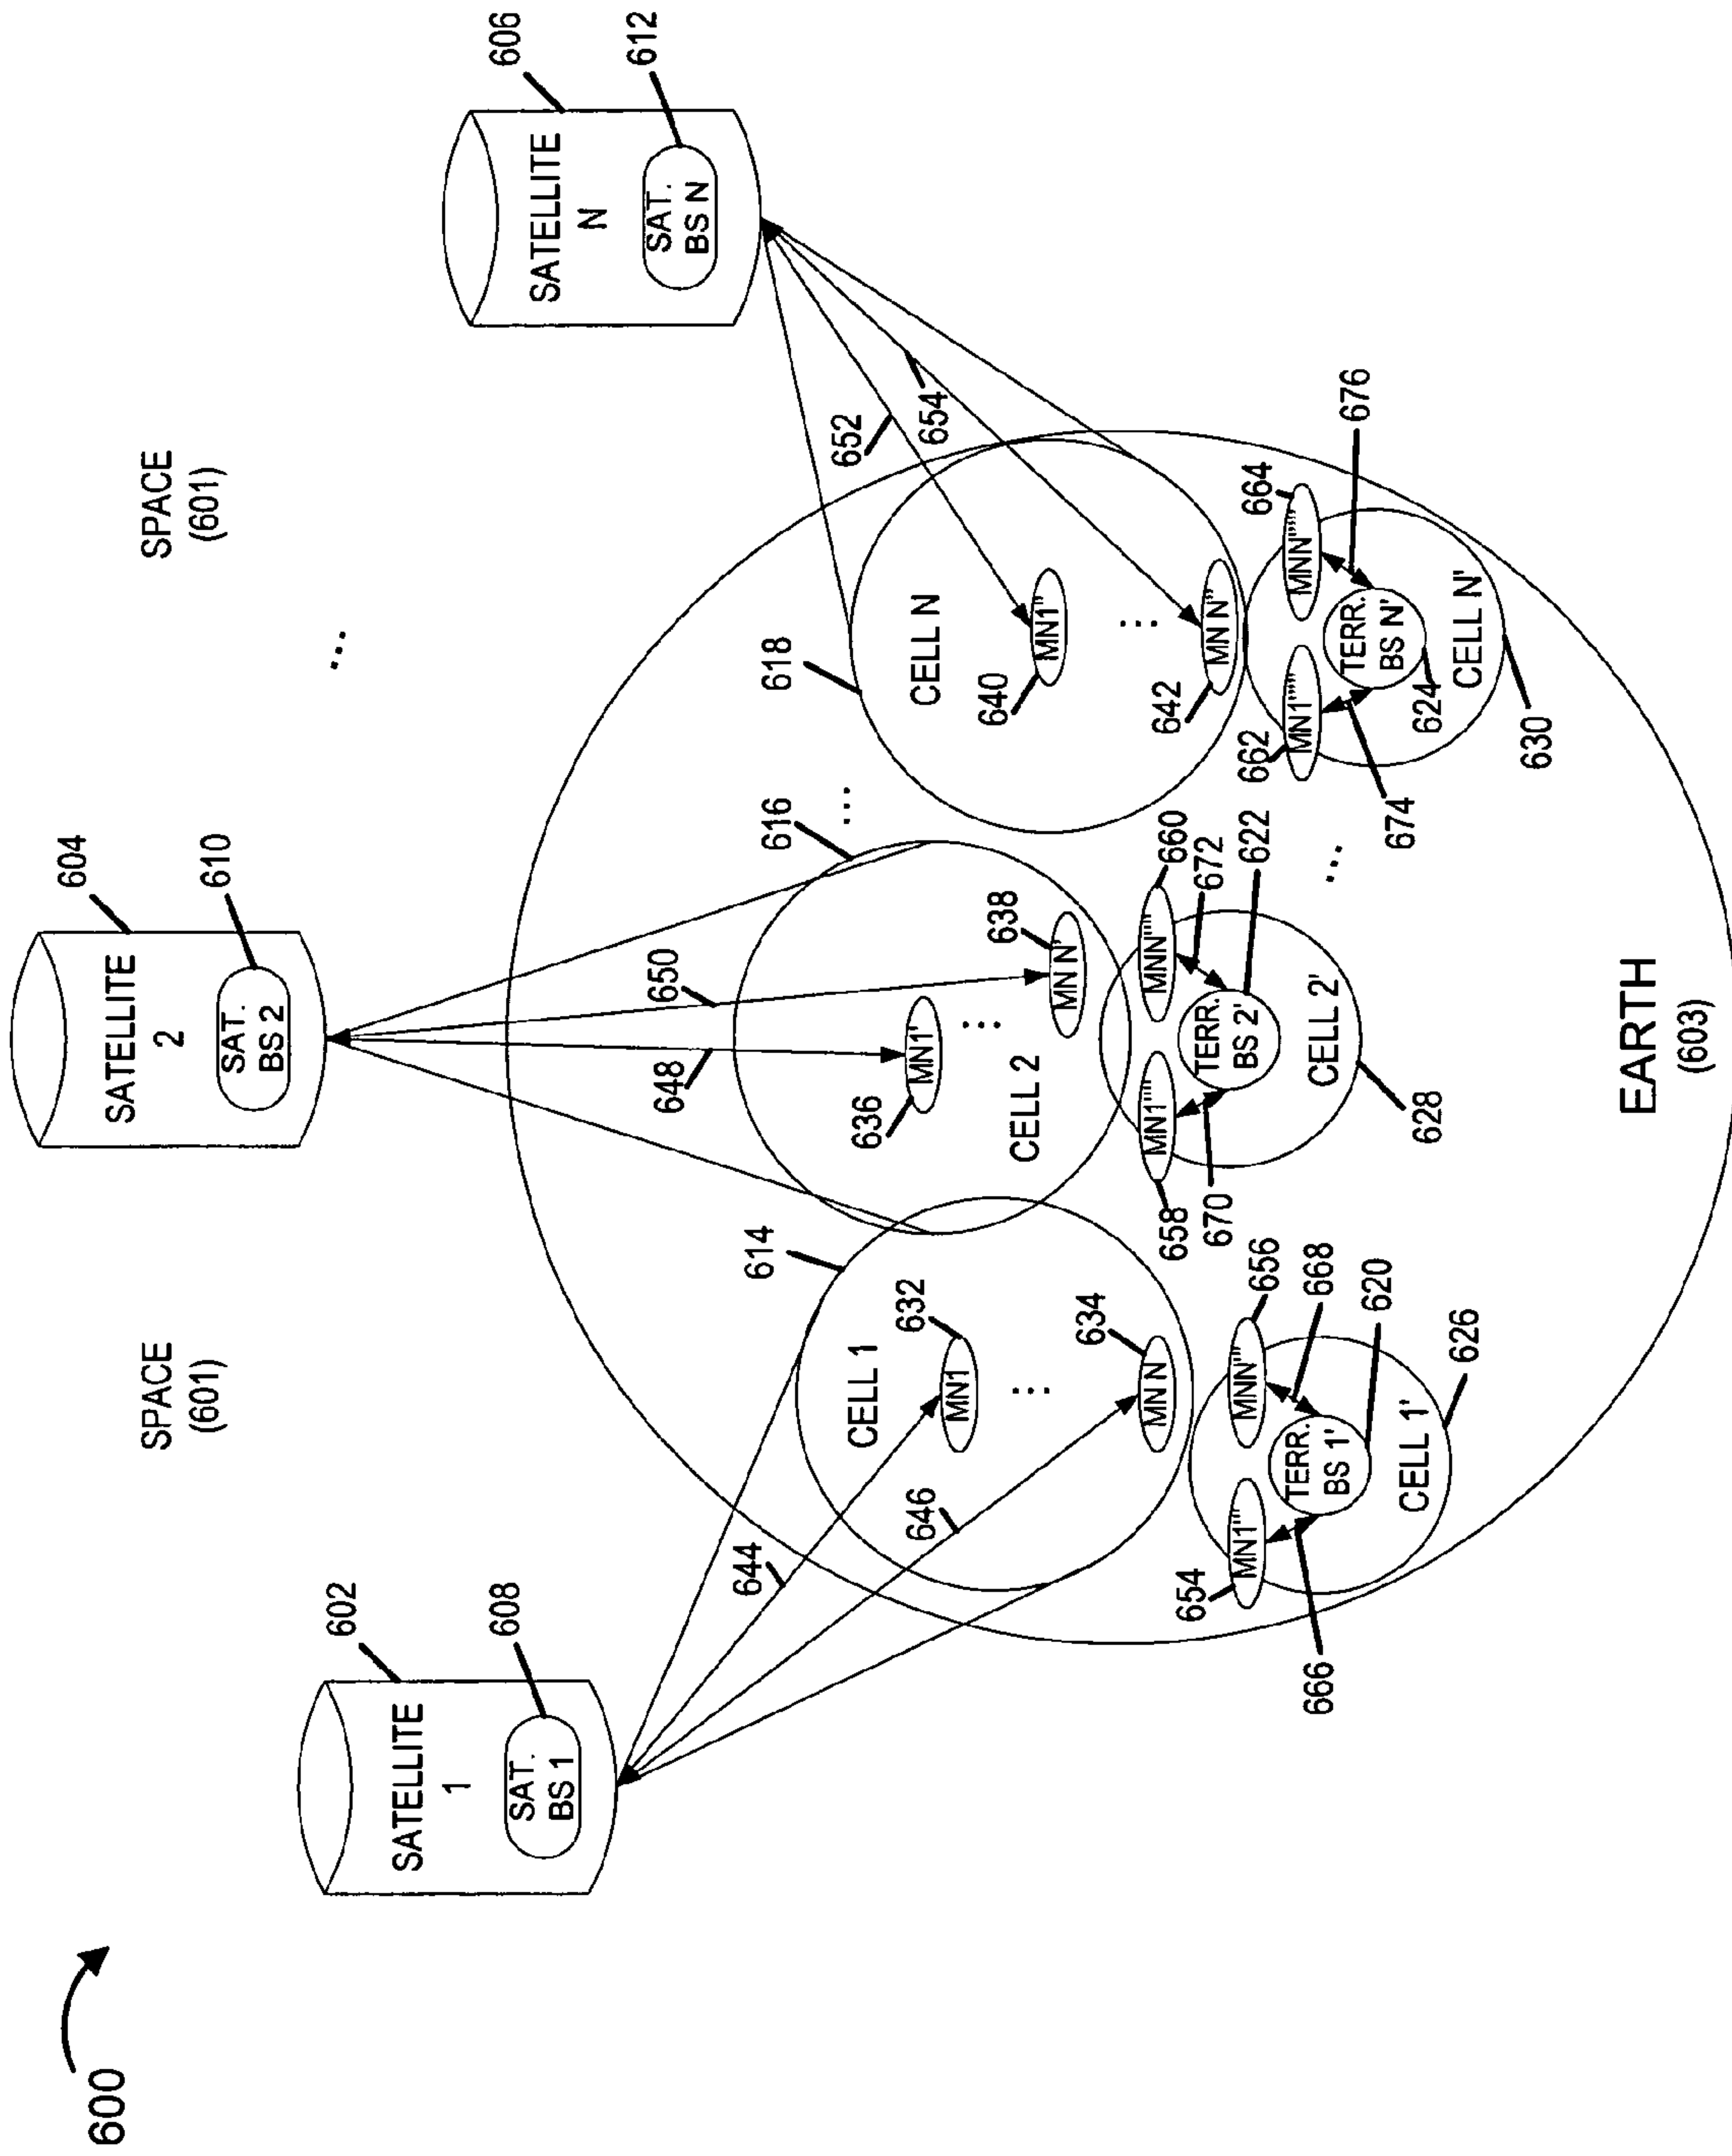 604
SATELLITE
2
600
SPACE
(601)
SPACE
(601)
610
SAT.
BS 2
...
602
SATELLITE
1
606
SATELLITE
N
608
SAT.
BS 1
612
SAT.
BS N
648
650
644
646
614
616
...
618
652
654
CELL 1
632
MN1
...
634
MN N
636
MN1'
...
638
MN N'
CELL 2
CELL N
640
MN1''
...
642
MN N''
654
MN1'''
656
MNN'''
668
TERR.
BS 1'
620
666
CELL 1'
626
658
MN1''''
660
MNN''''
672
670
TERR.
BS 2'
622
CELL 2'
628
...
662
MN1'''''
664
MNN'''''
676
TERR.
BS N'
674
624
CELL N'
630
EARTH
(603)